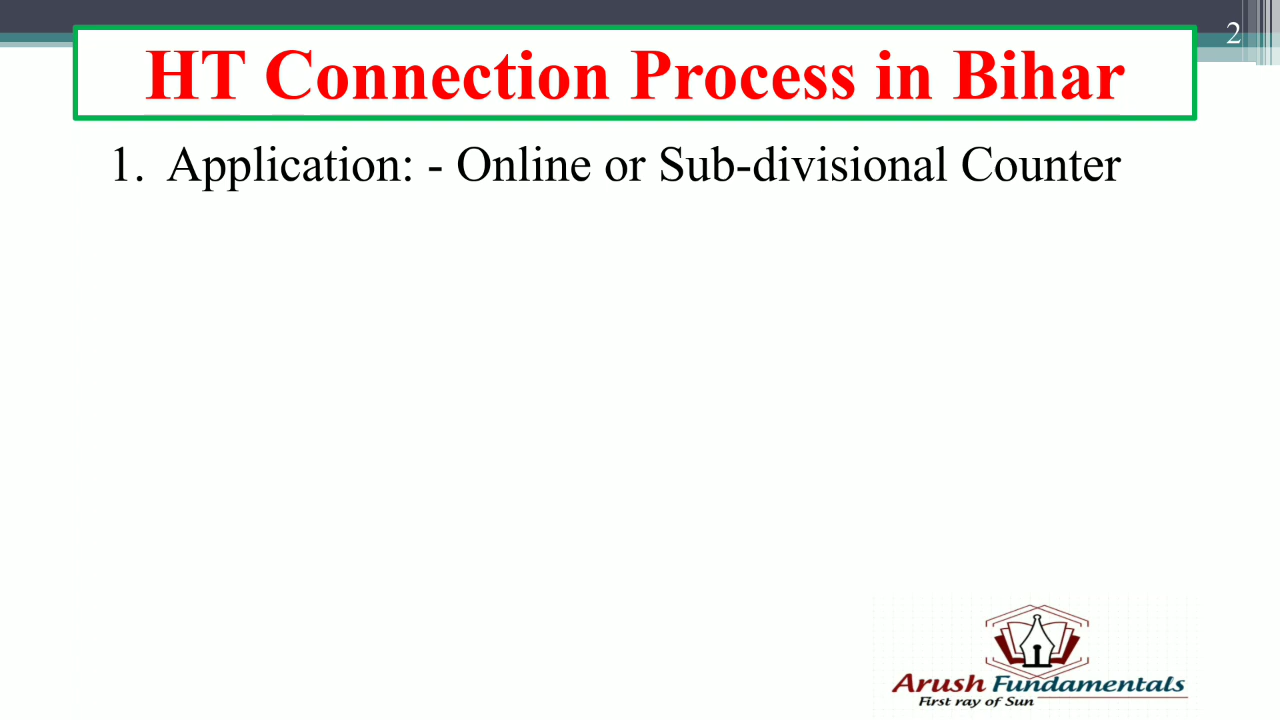 2
HT Connection Process in Bihar
1. Application: - Online or Sub-divisional Counter
Arush Fundamentals
First ray of Sun